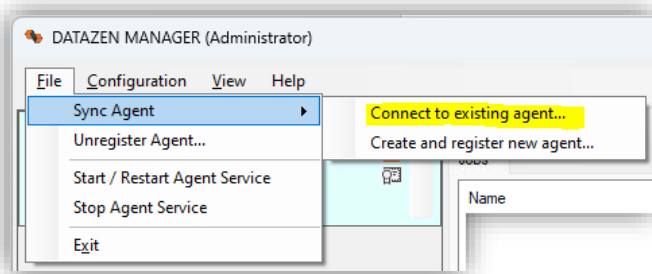 DATAZEN MANAGER (Administrator)
File Configuration View Help
Sync Agent
Connect to existing agent...
Unregister Agent...
Create and register new agent...
Jobs
Start / Restart Agent Service
Name
Stop Agent Service
Exit